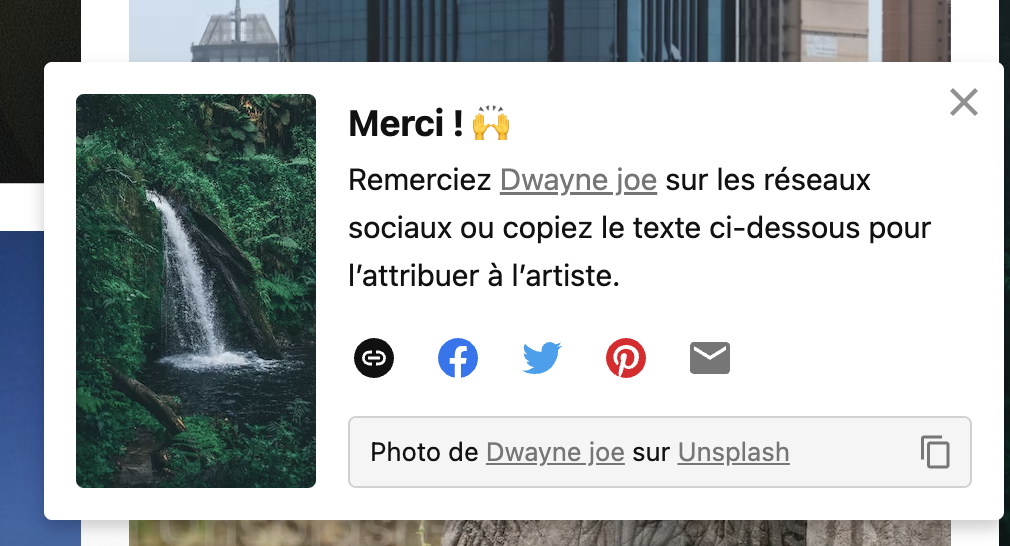 Merci ! 🙌
Remerciez Dwayne joe sur les réseaux
sociaux ou copiez le texte ci-dessous pour
l’attribuer à l’artiste.
Photo de Dwayne joe sur Unsplash